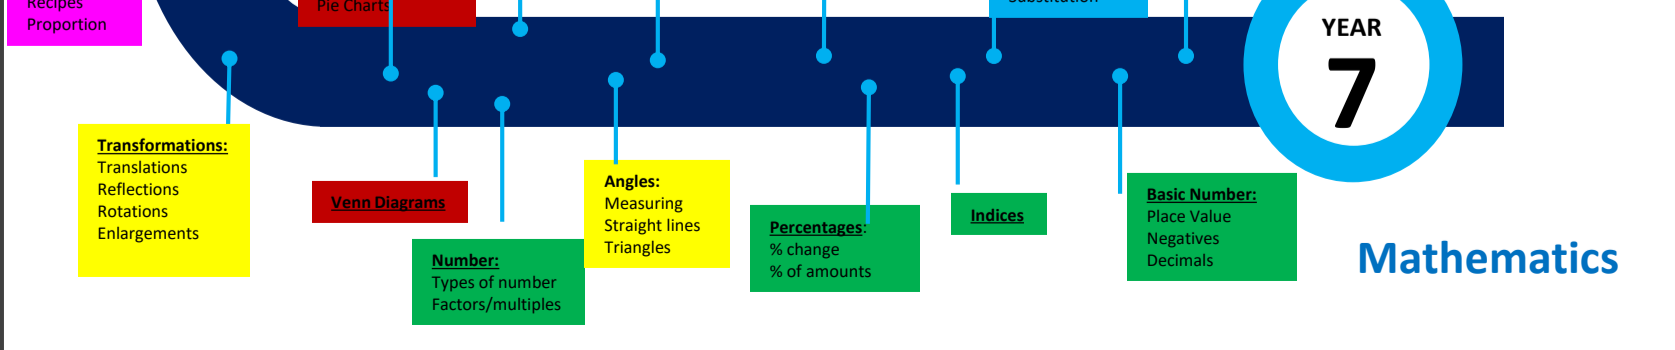 Recipes
Proportion
Pie Charts
Substitution
YEAR
7
Transformations:
Translations
Reflections
Rotations
Enlargements
Venn Diagrams
Number:
Types of number
Factors/multiples
Angles:
Measuring
Straight lines
Triangles
Percentages:
% change
% of amounts
Indices
Basic Number:
Place Value
Negatives
Decimals
Mathematics